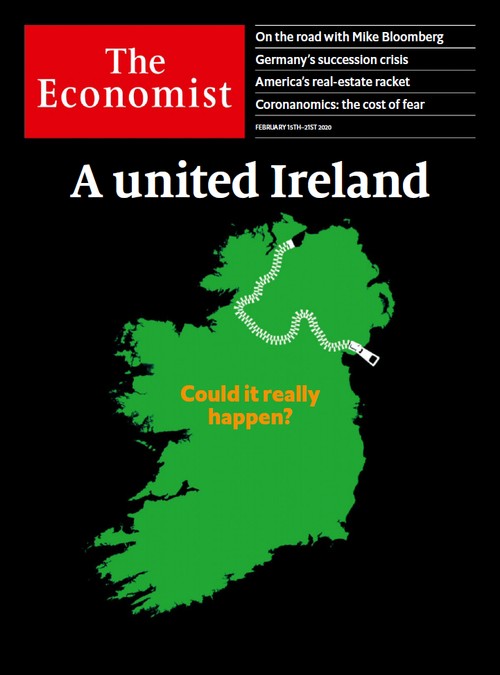 The
Economist
On the road with Mike Bloomberg
Germany's succession crisis
America's real-estate racket
Coronanomics: the cost of fear
FEBRUARY 15TH–21ST 2020
A united Ireland
Could it really
happen?